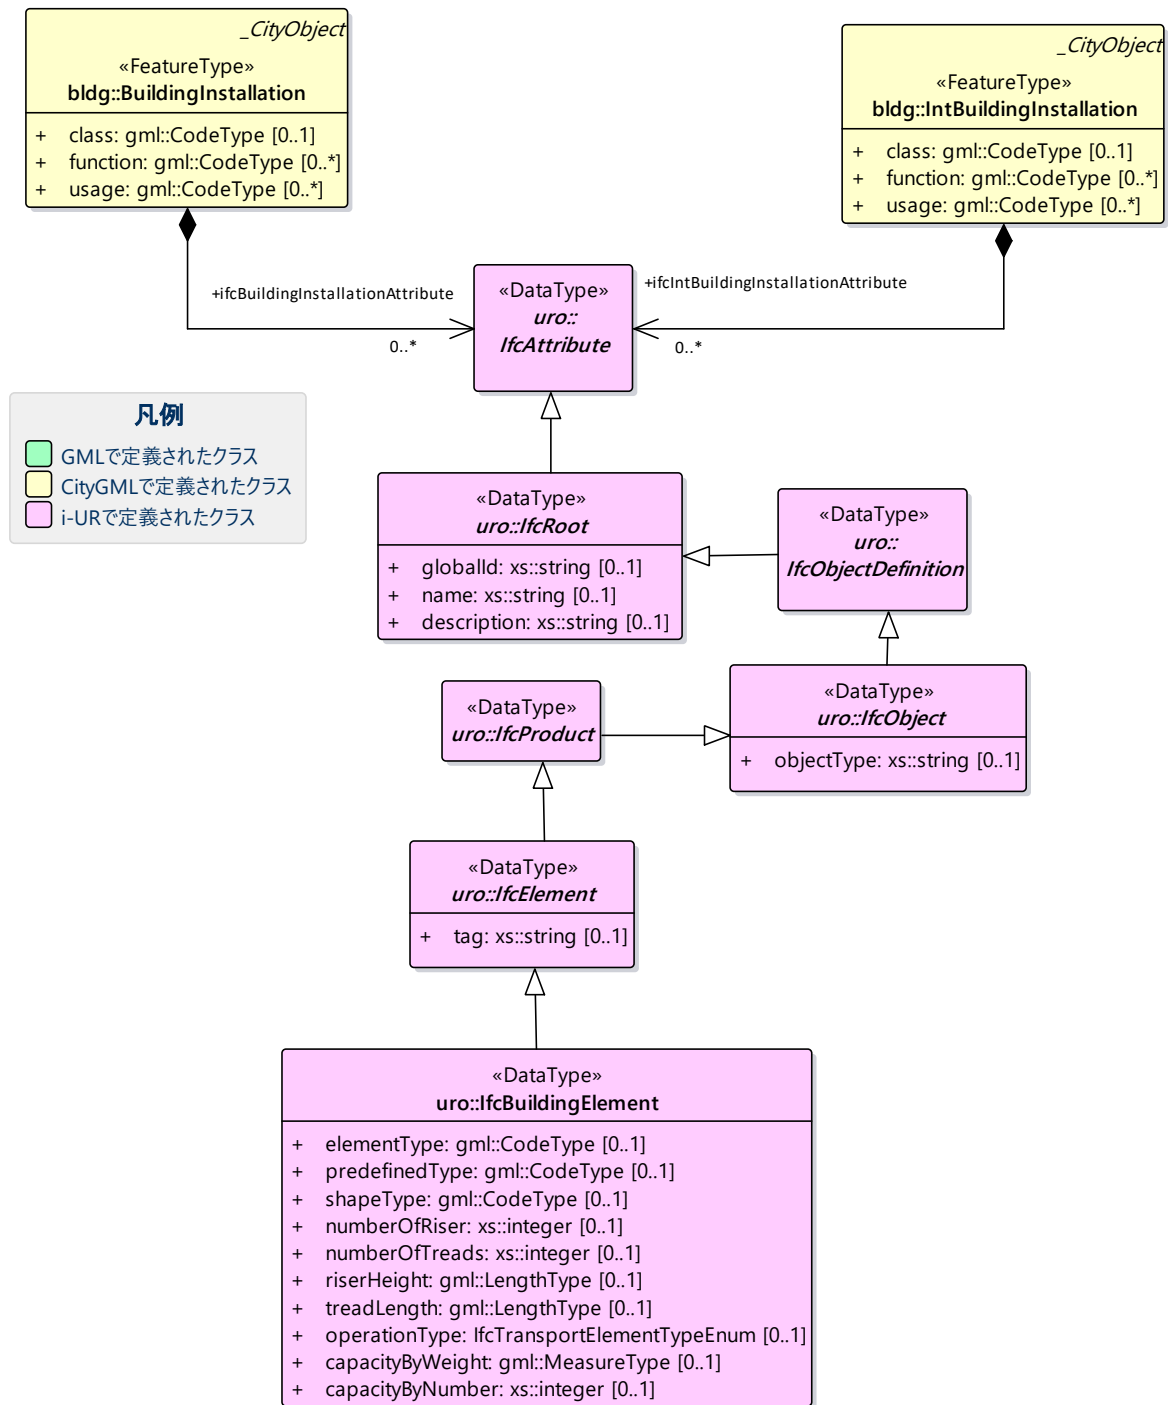 _CityObject
«FeatureType»
bldg::BuildingInstallation
+ class: gml::CodeType [0..1]
+ function: gml::CodeType [0..*]
+ usage: gml::CodeType [0..*]
_CityObject
«FeatureType»
bldg::IntBuildingInstallation
+ class: gml::CodeType [0..1]
+ function: gml::CodeType [0..*]
+ usage: gml::CodeType [0..*]
+ifcBuildingInstallationAttribute
0..*
«DataType»
uro::
IfcAttribute
+ifcIntBuildingInstallationAttribute
0..*
凡例
GMLで定義されたクラス
CityGMLで定義されたクラス
i-URで定義されたクラス
«DataType»
uro::IfcRoot
+ globalId: xs::string [0..1]
+ name: xs::string [0..1]
+ description: xs::string [0..1]
«DataType»
uro::
IfcObjectDefinition
«DataType»
uro::IfcProduct
«DataType»
uro::IfcObject
+ objectType: xs::string [0..1]
«DataType»
uro::IfcElement
+ tag: xs::string [0..1]
«DataType»
uro::IfcBuildingElement
+ elementType: gml::CodeType [0..1]
+ predefinedType: gml::CodeType [0..1]
+ shapeType: gml::CodeType [0..1]
+ numberOfRiser: xs::integer [0..1]
+ numberOfTreads: xs::integer [0..1]
+ riserHeight: gml::LengthType [0..1]
+ treadLength: gml::LengthType [0..1]
+ operationType: IfcTransportElementTypeEnum [0..1]
+ capacityByWeight: gml::MeasureType [0..1]
+ capacityByNumber: xs::integer [0..1]